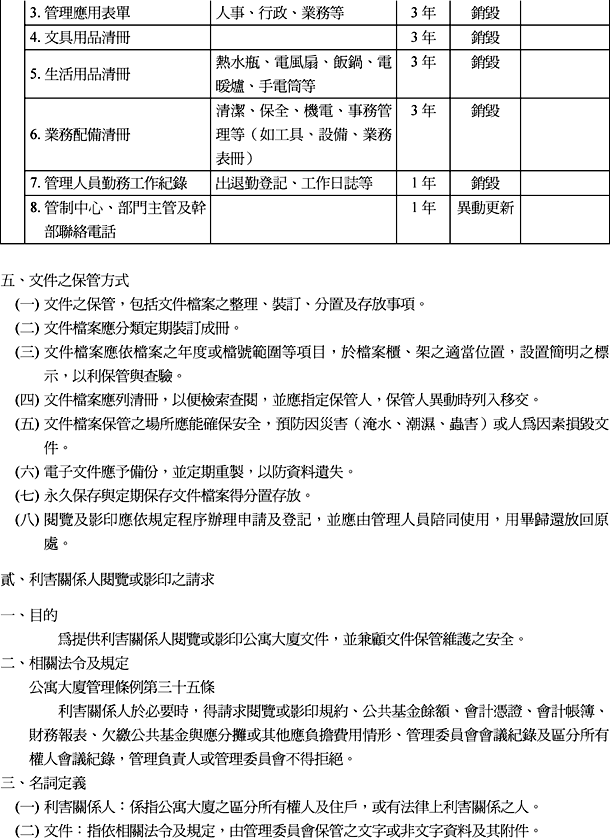 3. 管理應用表單 人事、行政、業務等 3 年 銷毀
4. 文具用品清冊 3 年 銷毀
5. 生活用品清冊 熱水瓶、電風扇、飯鍋、電 3 年 銷毀
暖爐、手電筒等
清潔、保全、機電、事務管 3 年 銷毀
6. 業務配備清冊 理等（如工具、設備、業務
表冊）
7. 管理人員勤務工作紀錄 出退勤登記、工作日誌等 1 年 銷毀
8. 管制中心、部門主管及幹 1 年 異動更新
部聯絡電話
五、文件之保管方式
(一) 文件之保管，包括文件檔案之整理、裝訂、分置及存放事項。
(二) 文件檔案應分類定期裝訂成冊。
(三) 文件檔案應依檔案之年度或檔號範圍等項目，於檔案櫃、架之適當位置，設置簡明之標
示，以利保管與查驗。
(四) 文件檔案應列清冊，以便檢索查閱，並應指定保管人，保管人異動時列入移交。
(五) 文件檔案保管之場所應能確保安全，預防因災害（淹水、潮濕、蟲害）或人為因素損毀文
件。
(六) 電子文件應予備份，並定期重製，以防資料遺失。
(七) 永久保存與定期保存文件檔案得分置存放。
(八) 閱覽及影印應依規定程序辦理申請及登記，並應由管理人員陪同使用，用畢歸還放回原
處。
貳、利害關係人閱覽或影印之請求
一、目的
為提供利害關係人閱覽或影印公寓大廈文件，並兼顧文件保管維護之安全。
二、相關法令及規定
公寓大廈管理條例第三十五條
利害關係人於必要時，得請求閱覽或影印規約、公共基金餘額、會計憑證、會計帳簿、
財務報表、欠繳公共基金與應分攤或其他應負擔費用情形、管理委員會會議紀錄及區分所有
權人會議紀錄，管理負責人或管理委員會不得拒絕。
三、名詞定義
(一) 利害關係人：係指公寓大廈之區分所有權人及住戶，或有法律上利害關係之人。
(二) 文件：指依相關法令及規定，由管理委員會保管之文字或非文字資料及其附件。